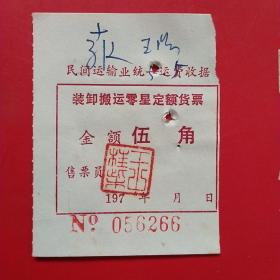 民间运输业统一运费收据
装卸搬运零星定额货票
金额 伍 角
售票员
197 年 月 日
Nº 056266